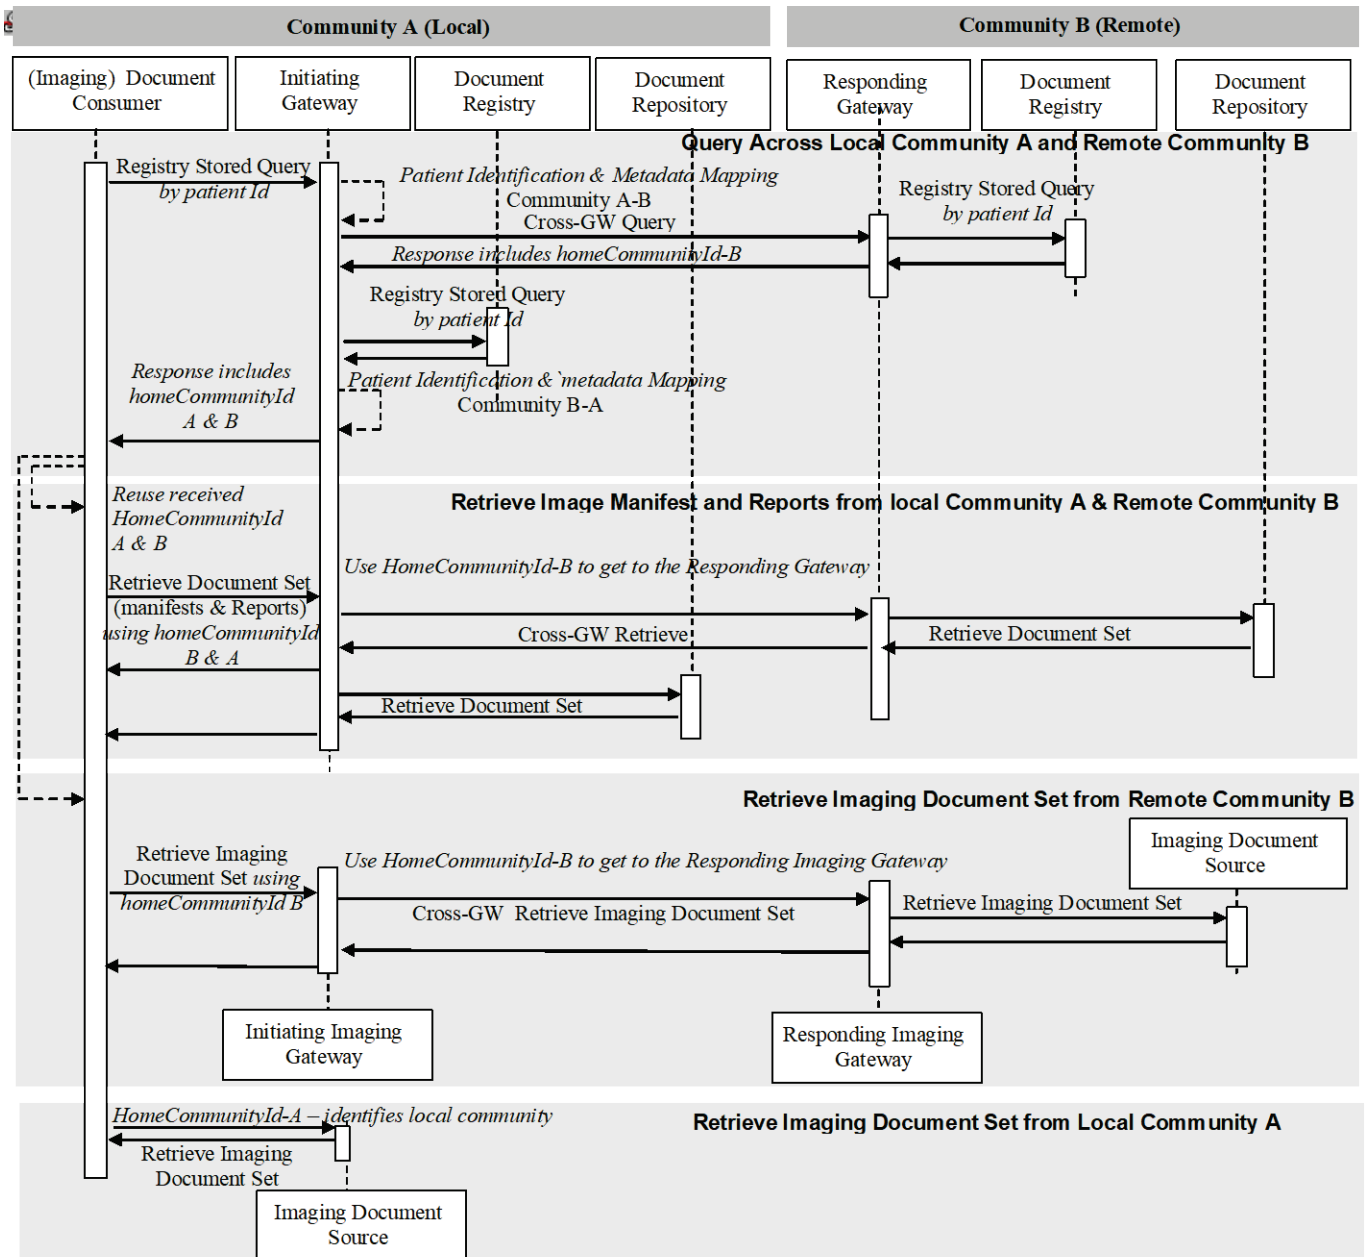 Community A (Local)
Community B (Remote)
(Imaging) Document
Consumer
Initiating
Gateway
Document
Registry
Document
Repository
Responding
Gateway
Document
Registry
Document
Repository
Query Across Local Community A and Remote Community B
Registry Stored Query
by patient Id
Patient Identification & Metadata Mapping
Community A-B
Cross-GW Query
Registry Stored Query
by patient Id
Response includes homeCommunityId-B
Registry Stored Query
by patient Id
Response includes
homeCommunityId
A & B
Patient Identification &`metadata Mapping
Community B-A
Retrieve Image Manifest and Reports from local Community A & Remote Community B
Reuse received
HomeCommunityId
A & B
Use HomeCommunityId-B to get to the Responding Gateway
Retrieve Document Set
(manifests & Reports)
using homeCommunityId
B & A
Cross-GW Retrieve
Retrieve Document Set
Retrieve Document Set
Retrieve Imaging Document Set from Remote Community B
Imaging Document
Source
Retrieve Imaging
Document Set using
homeCommunityId B
Use HomeCommunityId-B to get to the Responding Imaging Gateway
Cross-GW Retrieve Imaging Document Set
Retrieve Imaging Document Set
Initiating Imaging
Gateway
Responding Imaging
Gateway
HomeCommunityId-A – identifies local community
Retrieve Imaging Document Set from Local Community A
Retrieve Imaging
Document Set
Imaging Document
Source